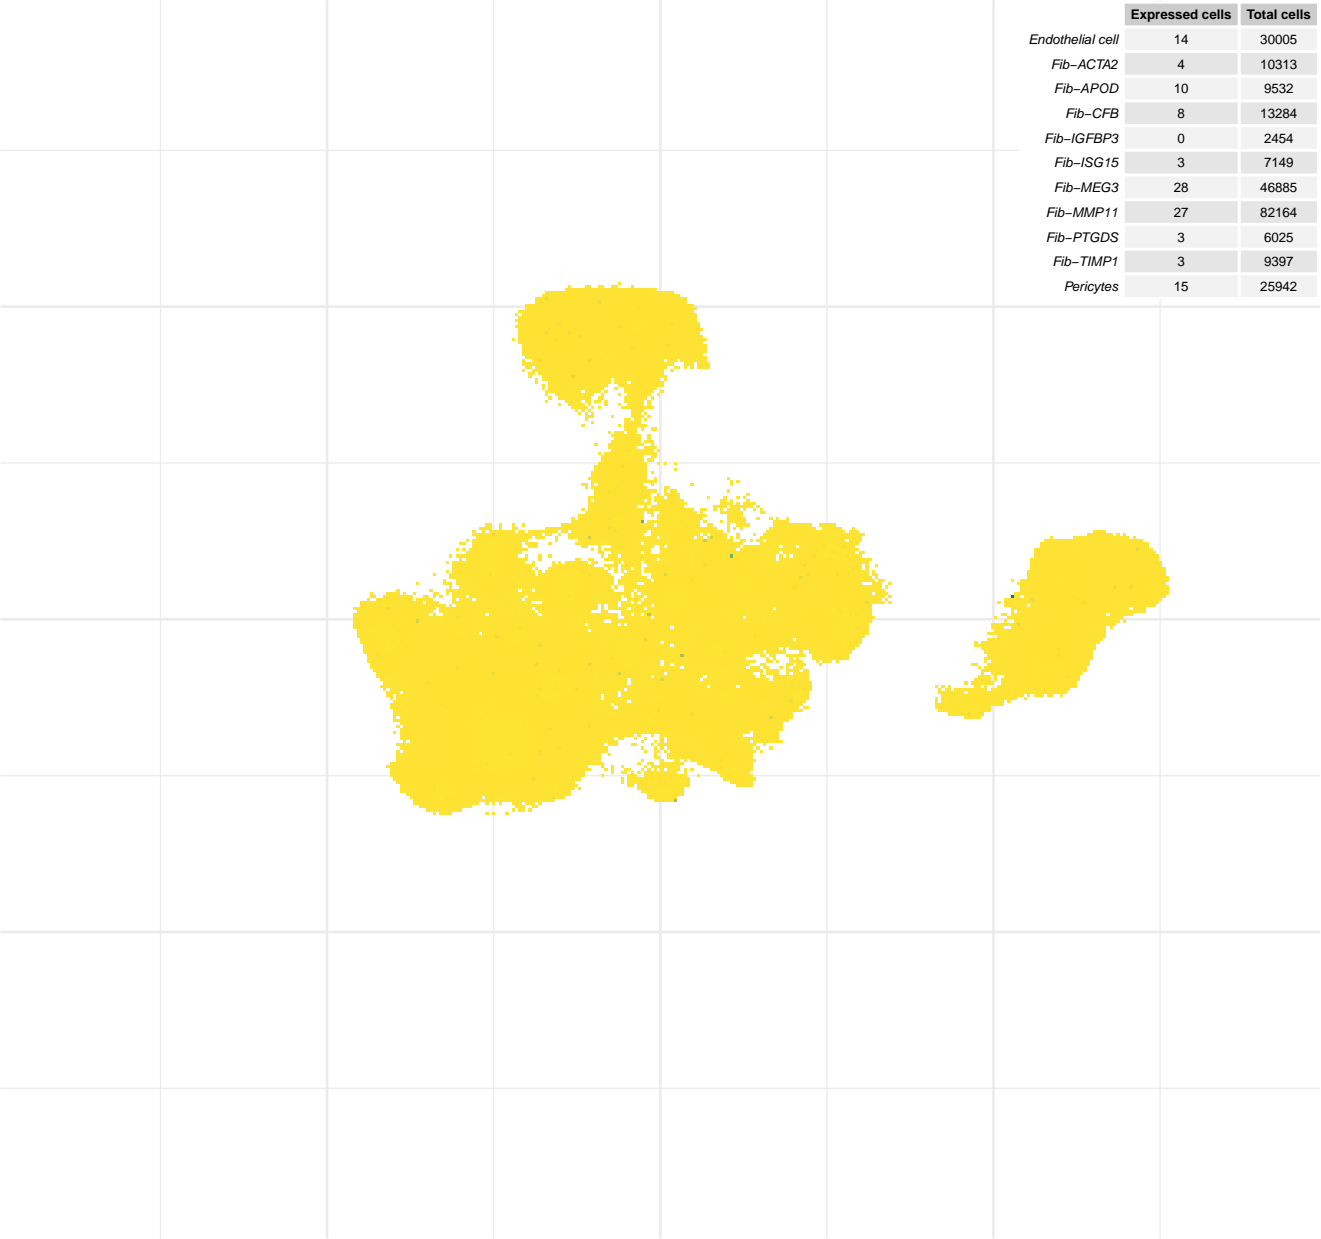 Expressed cells Total cells
Endothelial cell 14 30005
Fib−ACTA2 4 10313
Fib−APOD 10 9532
Fib−CFB 8 13284
Fib−IGFBP3 0 2454
Fib−ISG15 3 7149
Fib−MEG3 28 46885
Fib−MMP11 27 82164
Fib−PTGDS 3 6025
Fib−TIMP1 3 9397
Pericytes 15 25942